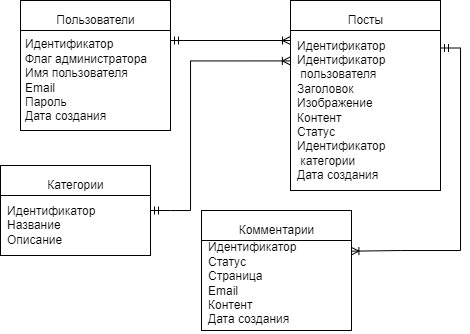 Пользователи
Идентификатор
Флаг администратора
Имя пользователя
Email
Пароль
Дата создания
Посты
Идентификатор
Идентификатор
пользователя
Заголовок
Изображение
Контент
Статус
Идентификатор
категории
Дата создания
Категории
Идентификатор
Название
Описание
Комментарии
Идентификатор
Статус
Страница
Email
Контент
Дата создания